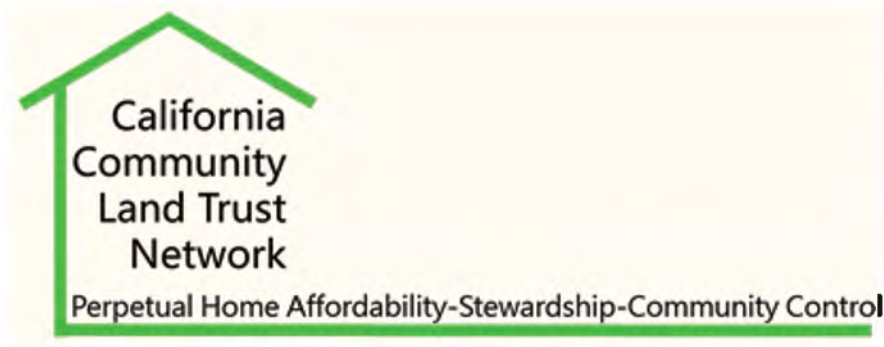 California
Community
Land Trust
Network
Perpetual Home Affordability-Stewardship-Community Control